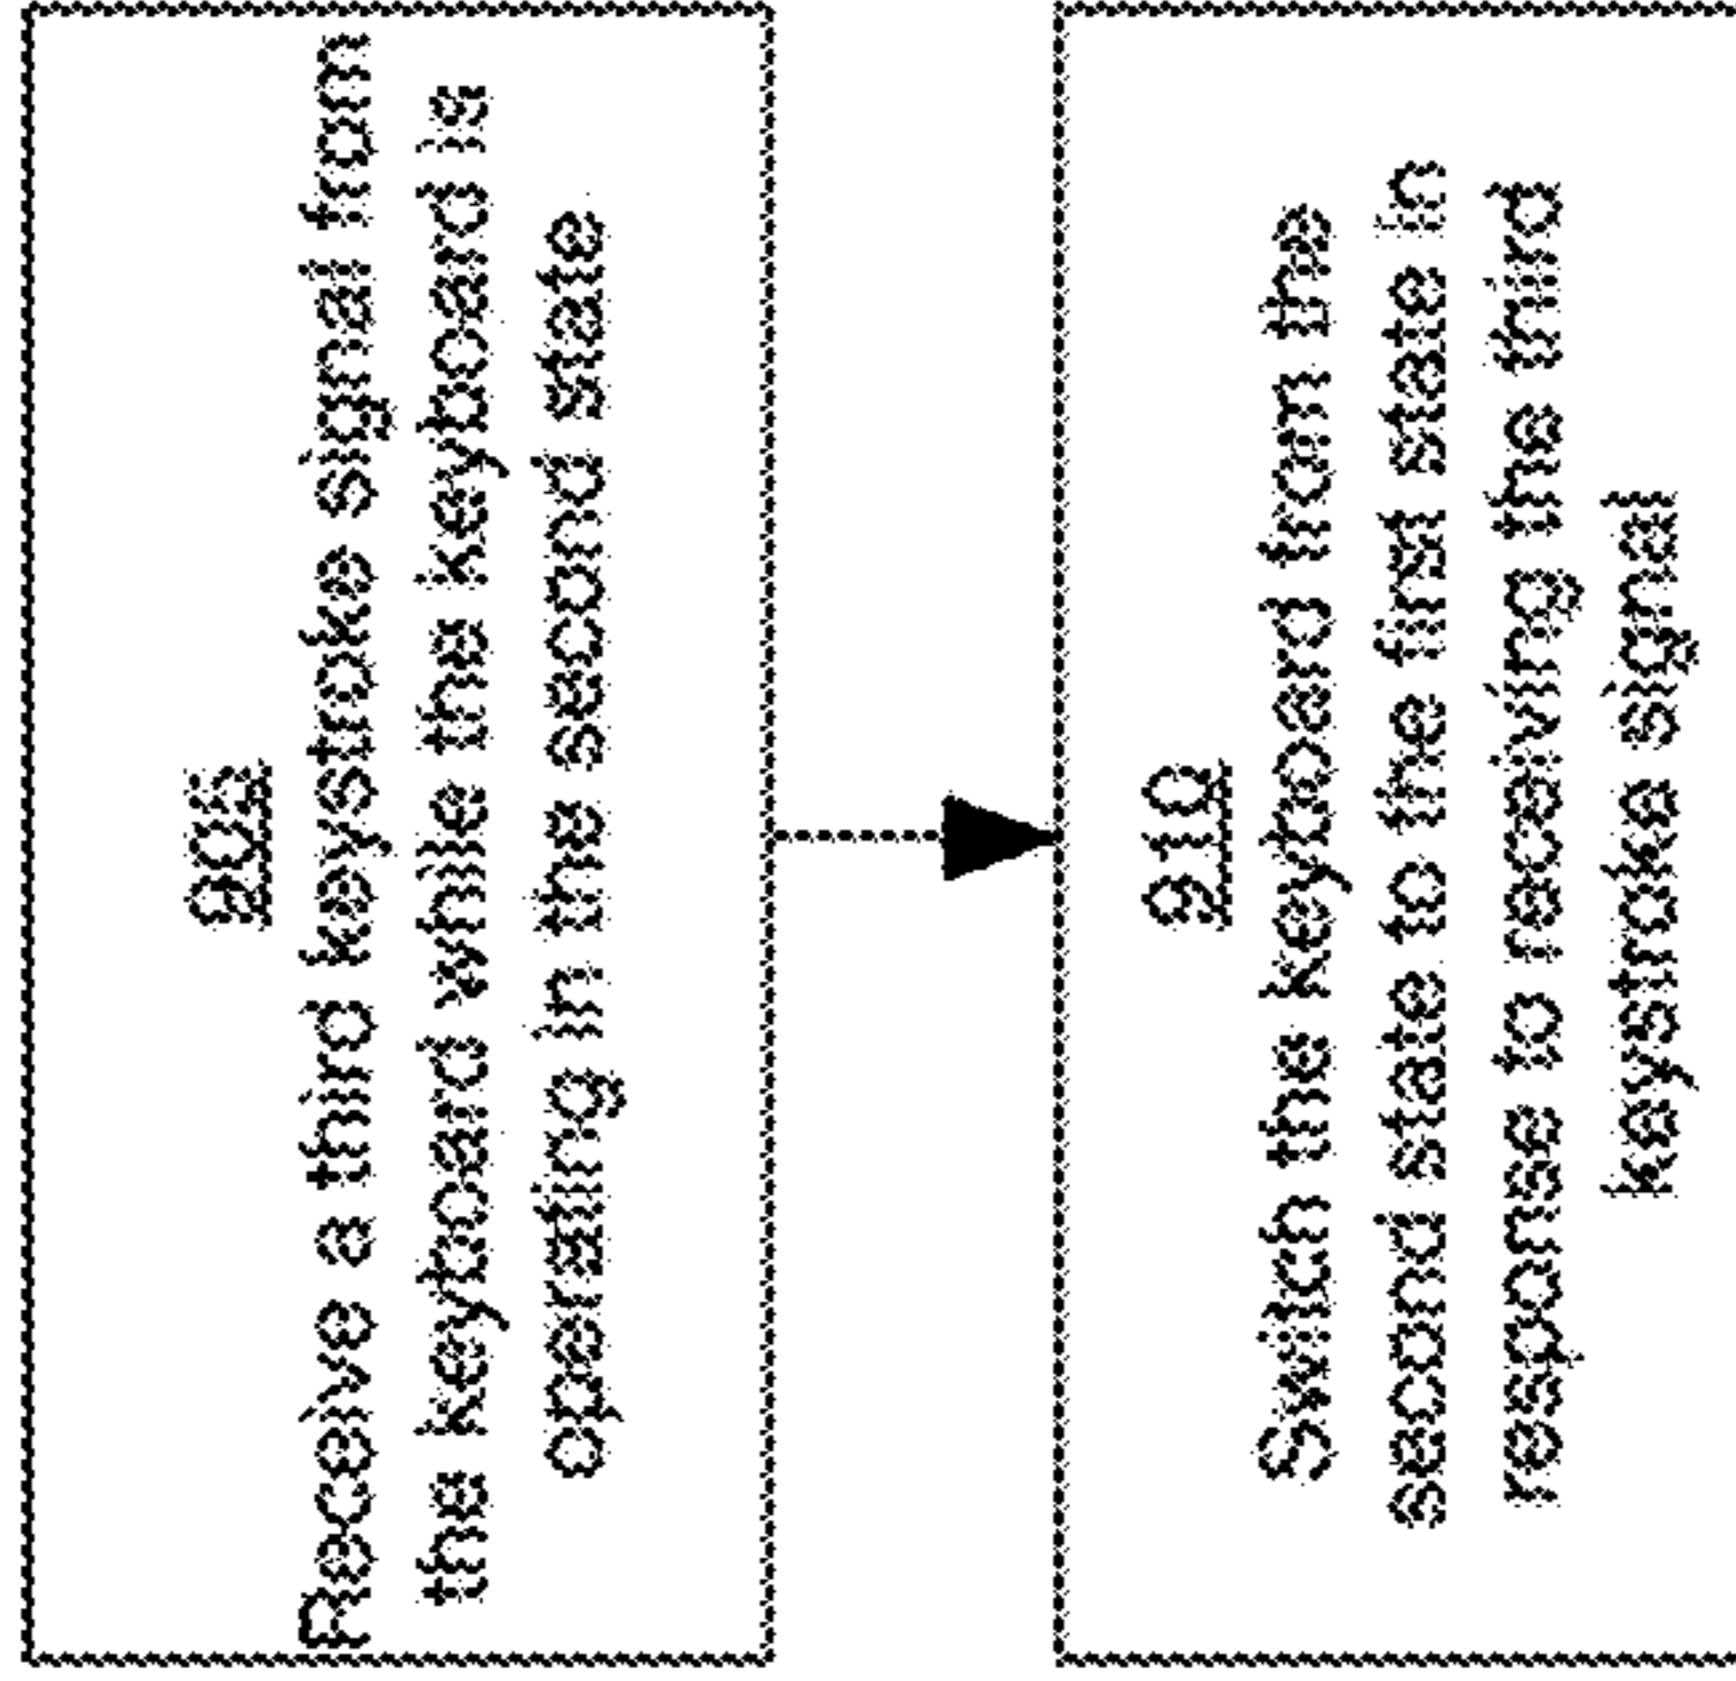 905
Receive a third keystroke signal from
the keyboard while the keyboard is
operating in the second state
910
Switch the keyboard from the
second state to the first state in
response to receiving the third
keystroke signal